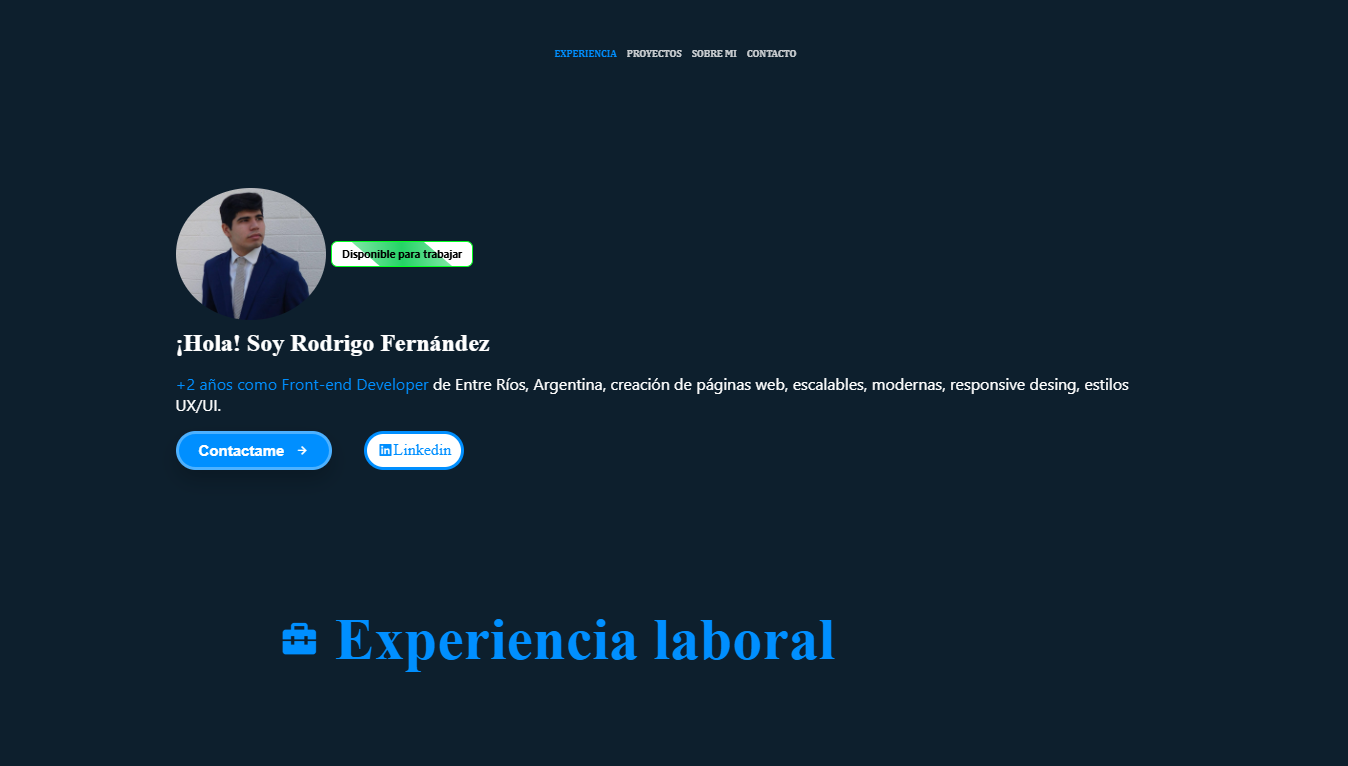 EXPERIENCIA PROYECTOS SOBRE MI CONTACTO
Disponible para trabajar
¡Hola! Soy Rodrigo Fernández
+2 años como Front-end Developer de Entre Ríos, Argentina, creación de páginas web, escalables, modernas, responsive desing, estilos
UX/UI.
Contactame → Linkedin
Experiencia laboral